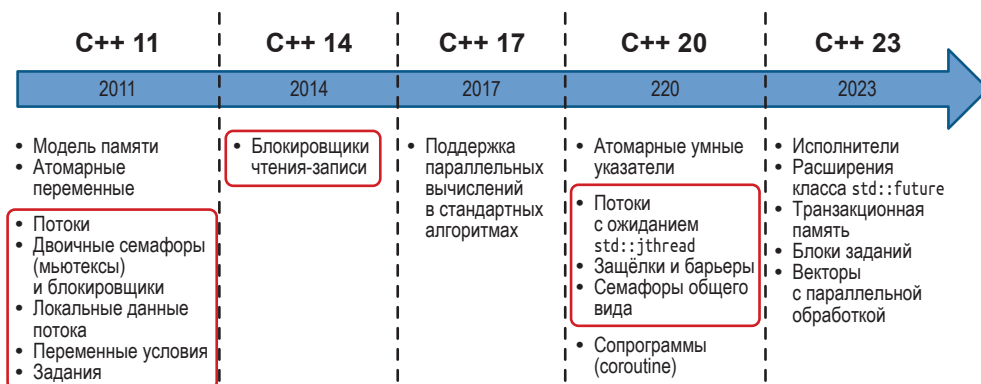 C++ 11
C++ 14
C++ 17
C++ 20
C++ 23
2011
2014
2017
220
2023
• Модель памяти
• Атомарные
переменные
• Потоки
• Двоичные семафоры
(мьютексы)
и блокировщики
• Локальные данные
потока
• Переменные условия
• Задания
• Блокировщики
чтения-записи
• Поддержка
параллельных
вычислений
в стандартных
алгоритмах
• Атомарные умные
указатели
• Потоки
с ожиданием
std::jthread
• Защёлки и барьеры
• Семафоры общего
вида
• Сопрограммы
(coroutine)
• Исполнители
• Расширения
класса std::future
• Транзакционная
память
• Блоки заданий
• Векторы
с параллельной
обработкой